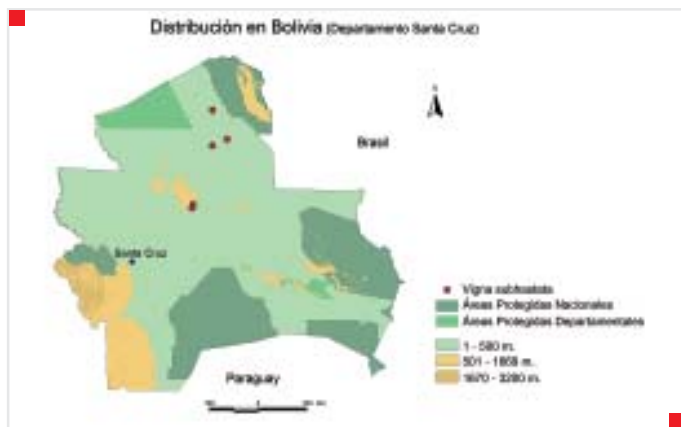 Distribución en Bolivia (Departamento Santa Cruz)
Brasil
Santa Cruz
Vigna
Áreas Protegidas Nacionales
Áreas Protegidas Departamentales
1 - 500 m.
501 - m.
Paraguay